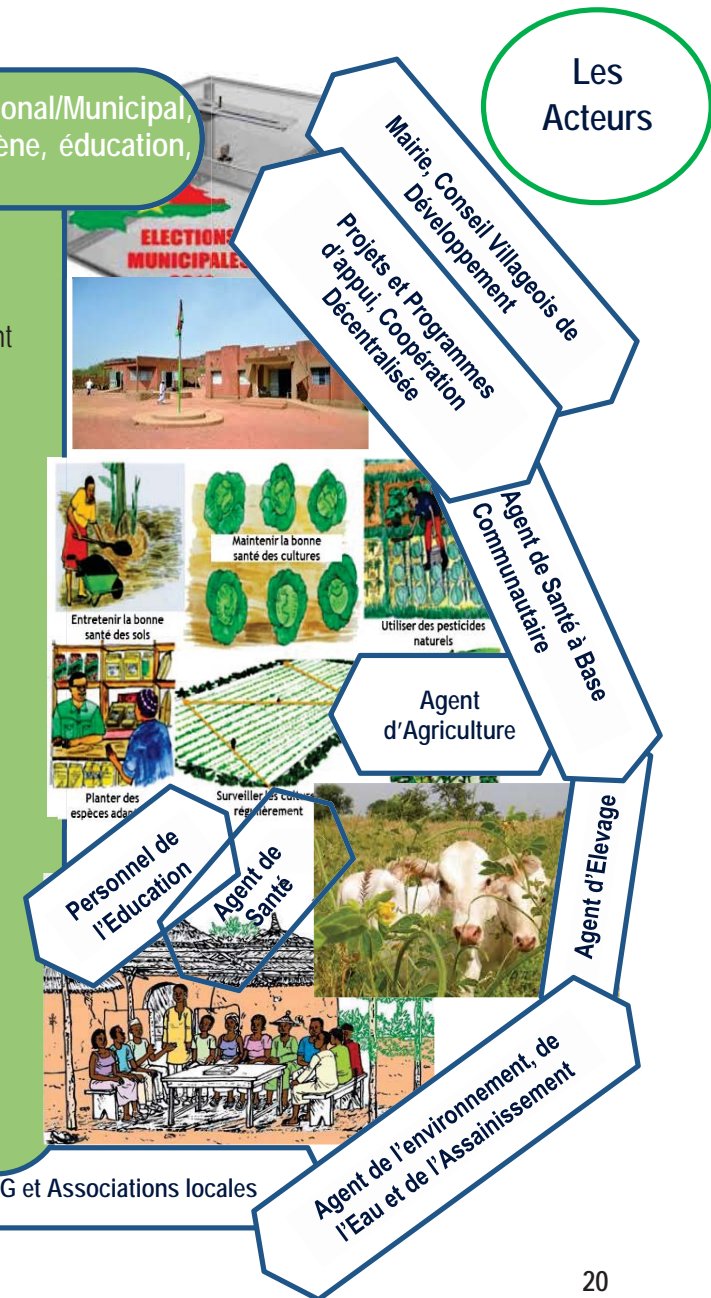 Les
Acteurs
onal/Municipal,
ène, éducation,
Mairie, Conseil Villageois de
Développement
ELECTIONS
MUNICIPALES
Projets et Programmes
d'appui, Coopération
Décentralisée
nt
Agent de Santé à Base
Communautaire
Maintenir la bonne
santé des cultures
Entretenir la bonne
santé des sols
Utiliser des pesticides
naturels
Agent
d'Agriculture
Planter des
espèces adap
Surveiller les cultures
régulièrement
Agent d'Elevage
Personnel de
l'Education
Agent de
Santé
Agent de l'environnement, de
l'Eau et de l'Assainissement
G et Associations locales
20